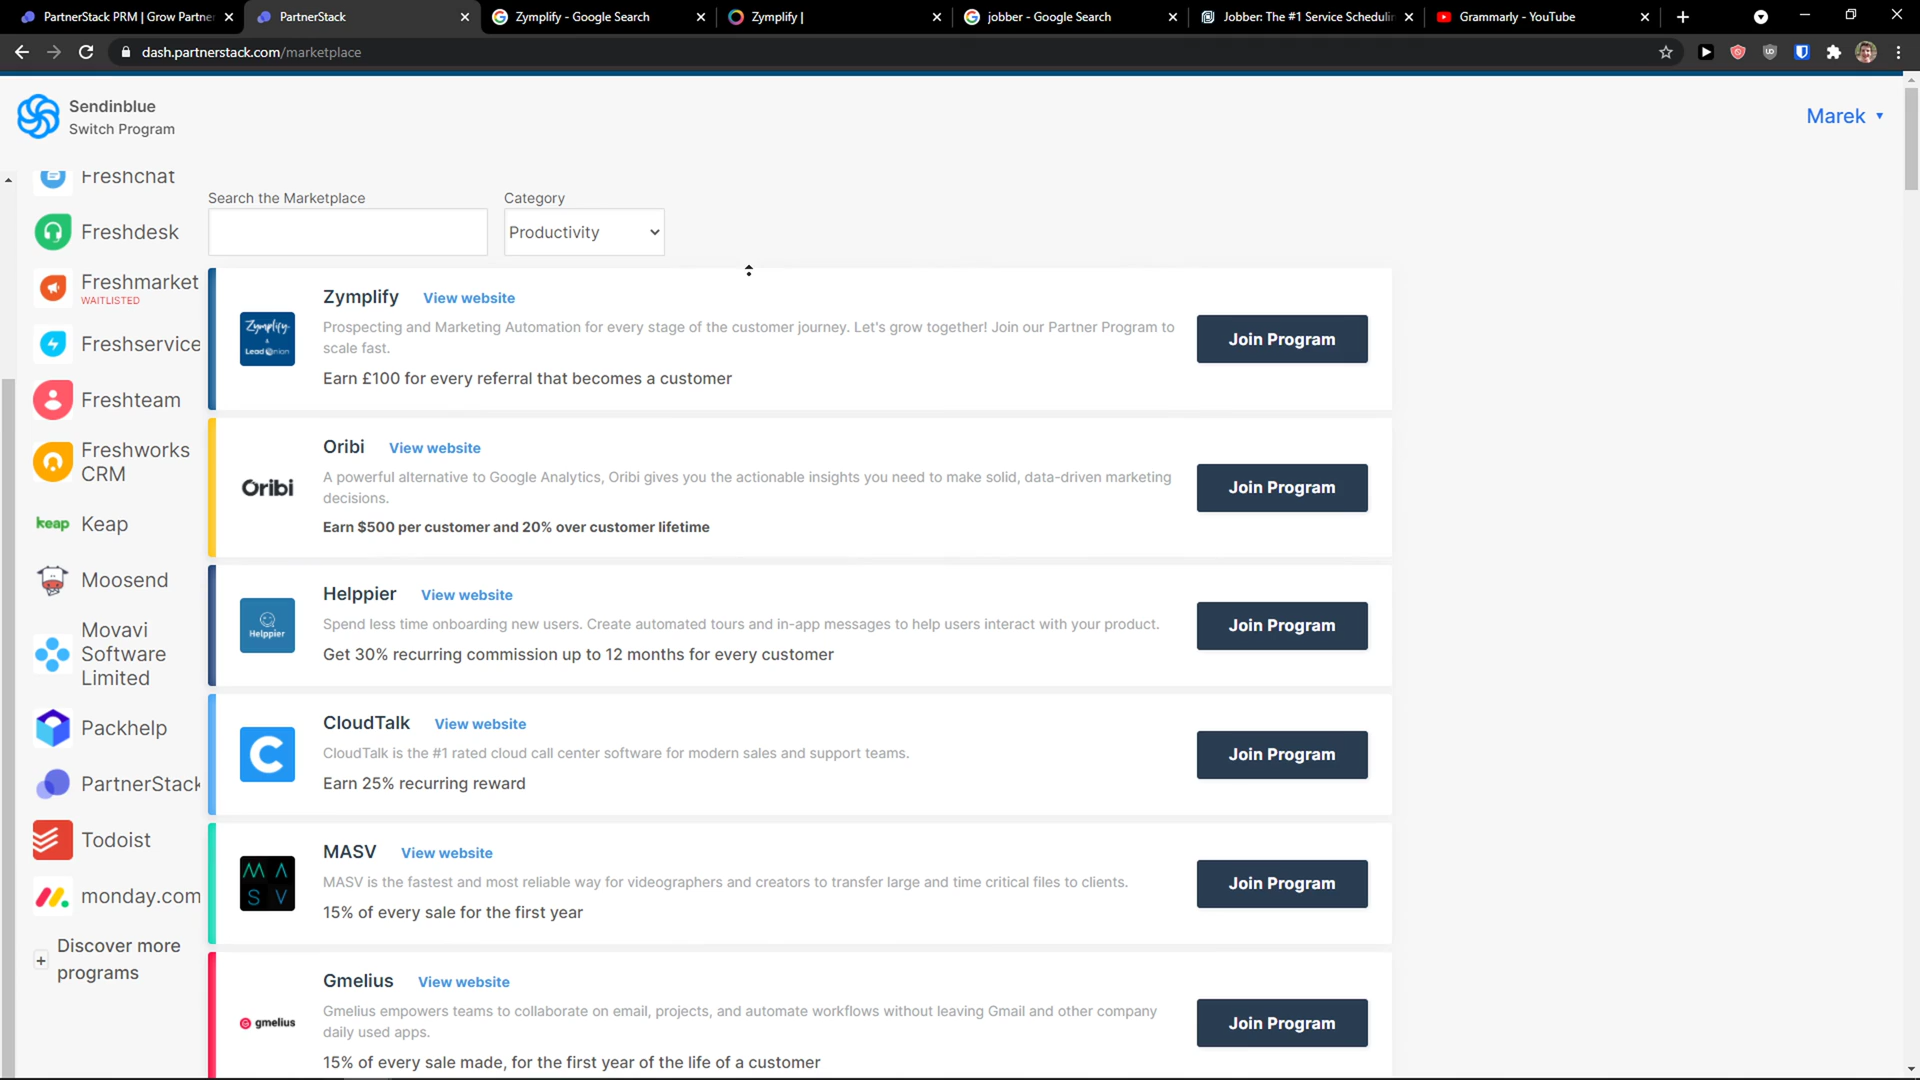 PartnerStack PRM | Grow Partner
PartnerStack
Zymplify - Google Search
Zymplify |
jobber - Google Search
Jobber: The #1 Service Schedulin
Grammarly - YouTube
dash.partnerstack.com/marketplace
Sendinblue
Switch Program
Marek
Freshchat
Freshdesk
Freshmarket
WAITLISTED
Freshservice
Freshteam
Freshworks
CRM
keap Keap
Moosend
Movavi
Software
Limited
Packhelp
PartnerStack
Todoist
monday.com
+ Discover more
programs
Search the Marketplace
Category
Productivity
Zymplify
&
Lead Onion
Zymplify View website
Prospecting and Marketing Automation for every stage of the customer journey. Let's grow together! Join our Partner Program to
scale fast.
Earn £100 for every referral that becomes a customer
Join Program
Oribi
Oribi View website
A powerful alternative to Google Analytics, Oribi gives you the actionable insights you need to make solid, data-driven marketing
decisions.
Earn $500 per customer and 20% over customer lifetime
Join Program
Helppier
Helppier View website
Spend less time onboarding new users. Create automated tours and in-app messages to help users interact with your product.
Get 30% recurring commission up to 12 months for every customer
Join Program
C
CloudTalk View website
CloudTalk is the #1 rated cloud call center software for modern sales and support teams.
Earn 25% recurring reward
Join Program
M A
S V
MASV View website
MASV is the fastest and most reliable way for videographers and creators to transfer large and time critical files to clients.
15% of every sale for the first year
Join Program
gmelius
Gmelius View website
Gmelius empowers teams to collaborate on email, projects, and automate workflows without leaving Gmail and other company
daily used apps.
15% of every sale made, for the first year of the life of a customer
Join Program